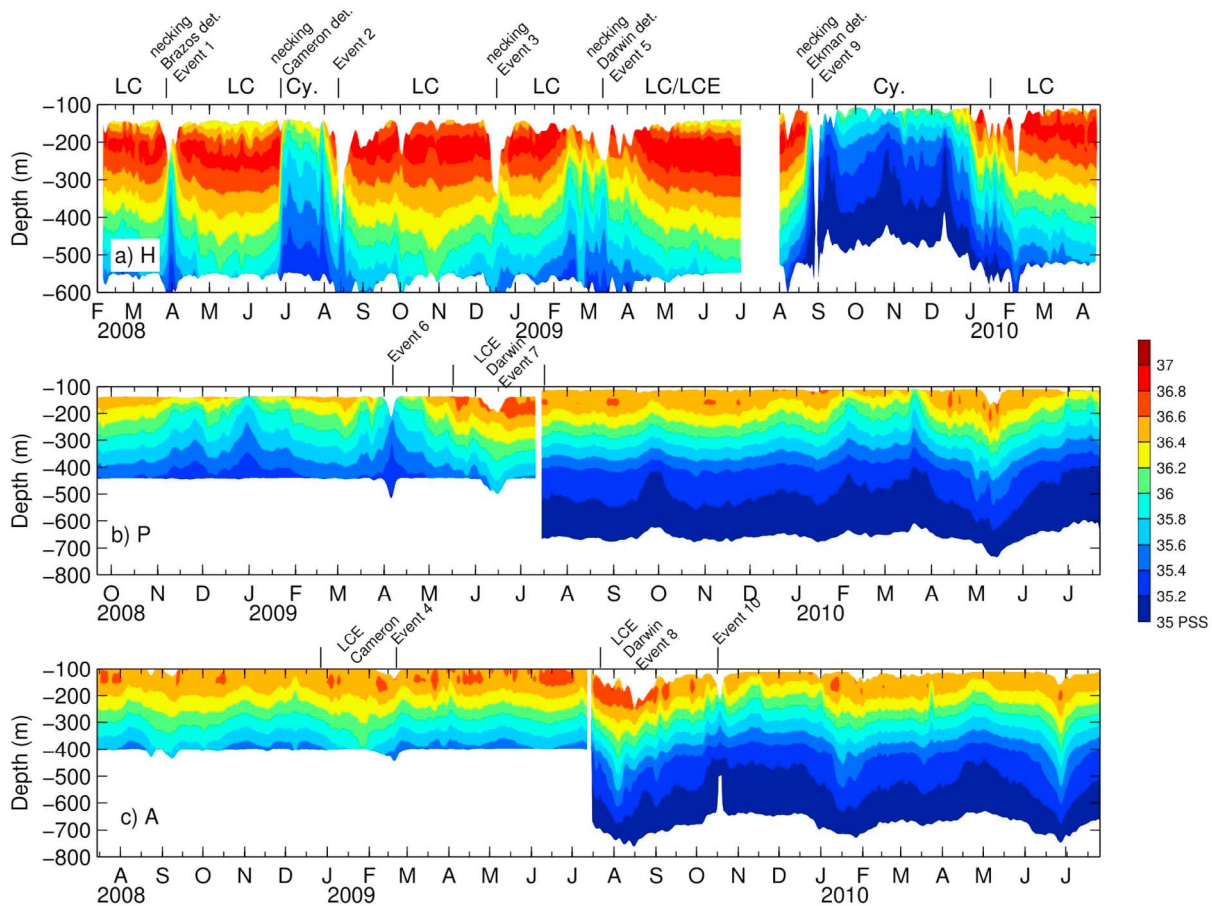 necking
Brazos det.
Event 1
necking
Cameron det.
Event 2
necking
Event 3
necking
Darwin det.
Event 5
necking
Ekman det.
Event 9
LC | LC | Cy. | LC | LC | LC/LCE | Cy. | LC
−100
−200
−300
−400
−500
−600
Depth (m)
a) H
F M A M J J A S O N D J F M A M J J A S O N D J F M A
2008 2009 2010
Event 6
LCE
Darwin
Event 7
−100
−200
−300
−400
−500
−600
−700
−800
Depth (m)
b) P
O N D J F M A M J J A S O N D J F M A M J J
2008 2009 2010
LCE
Cameron
Event 4
LCE
Darwin
Event 8
Event 10
−100
−200
−300
−400
−500
−600
−700
−800
Depth (m)
c) A
A S O N D J F M A M J J A S O N D J F M A M J J
2008 2009 2010
37
36.8
36.6
36.4
36.2
36
35.8
35.6
35.4
35.2
35 PSS